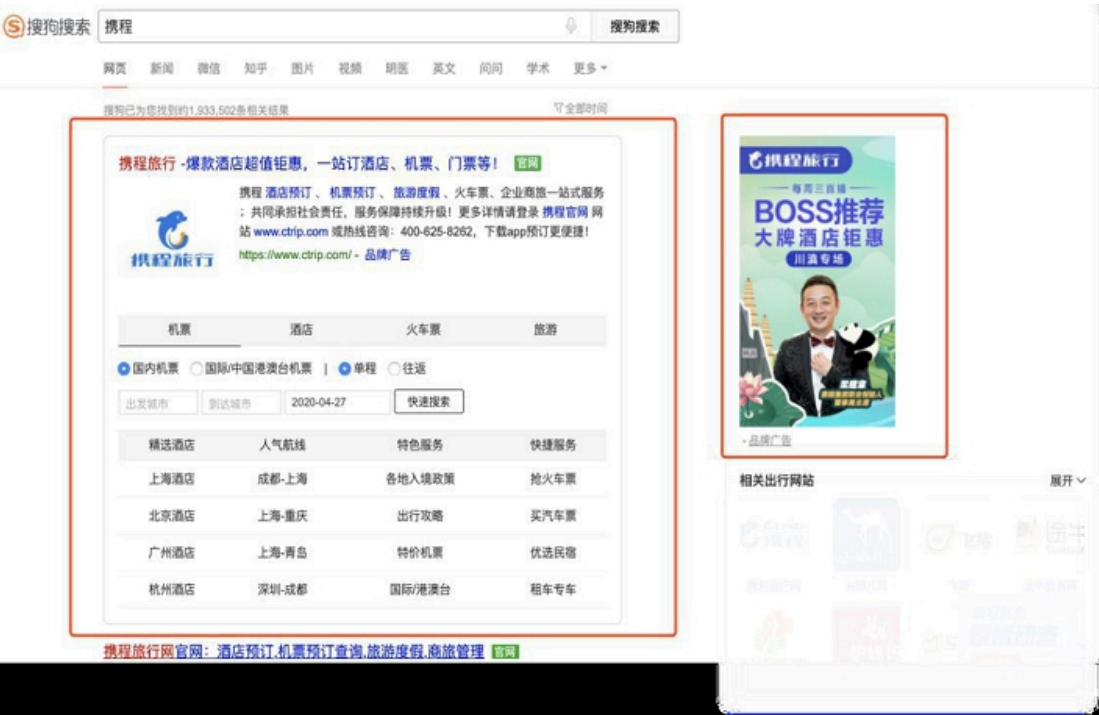 搜狗搜索
携程
搜狗搜索
网页 新闻 微信 知乎 图片 视频 明医 英文 问问 学术 更多
搜狗已为您找到约1,933,502条相关结果
全部时间
携程旅行 -爆款酒店超值钜惠，一站订酒店、机票、门票等！ 官网
携程 酒店预订 、 机票预订 、 旅游度假 、火车票、企业商旅一站式服务
；共同承担社会责任，服务保障持续升级！更多详情请登录 携程官网 网
站 www.ctrip.com 或热线咨询：400-625-8262，下载app预订更便捷！
https://www.ctrip.com/ - 品牌广告
携程旅行
机票 酒店 火车票 旅游
国内机票 国际/中国港澳台机票 | 单程 往返
出发城市 到达城市 2020-04-27 快速搜索
精选酒店 人气航线 特色服务 快捷服务
上海酒店 成都-上海 各地入境政策 抢火车票
北京酒店 上海-重庆 出行攻略 买汽车票
广州酒店 上海-青岛 特价机票 优选民宿
杭州酒店 深圳-成都 国际/港澳台 租车专车
携程旅行网官网：酒店预订,机票预订查询,旅游度假,商旅管理 官网
携程旅行
每周三直播
BOSS推荐
大牌酒店钜惠
川滇专场
- 品牌广告
相关出行网站 展开